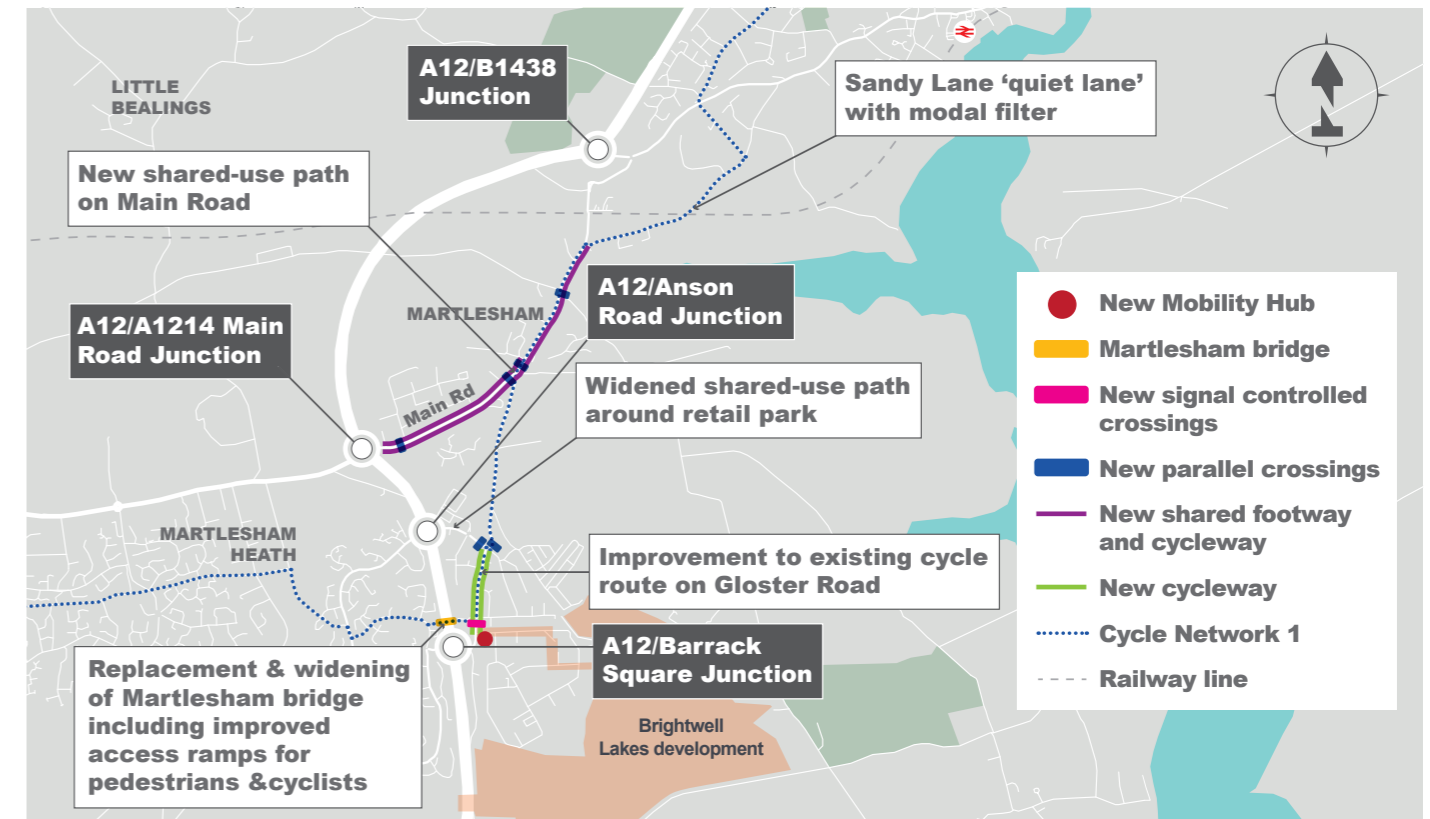 LITTLE
BEALINGS
A12/B1438
Junction
Sandy Lane ‘quiet lane’
with modal filter
New shared-use path
on Main Road
A12/A1214 Main
Road Junction
MARTLESHAM
A12/Anson
Road Junction
Main Rd
Widened shared-use path
around retail park
MARTLESHAM
HEATH
Improvement to existing cycle
route on Gloster Road
A12/Barrack
Square Junction
Replacement & widening
of Martlesham bridge
including improved
access ramps for
pedestrians &cyclists
Brightwell
Lakes development
N
New Mobility Hub
Martlesham bridge
New signal controlled
crossings
New parallel crossings
New shared footway
and cycleway
New cycleway
Cycle Network 1
Railway line